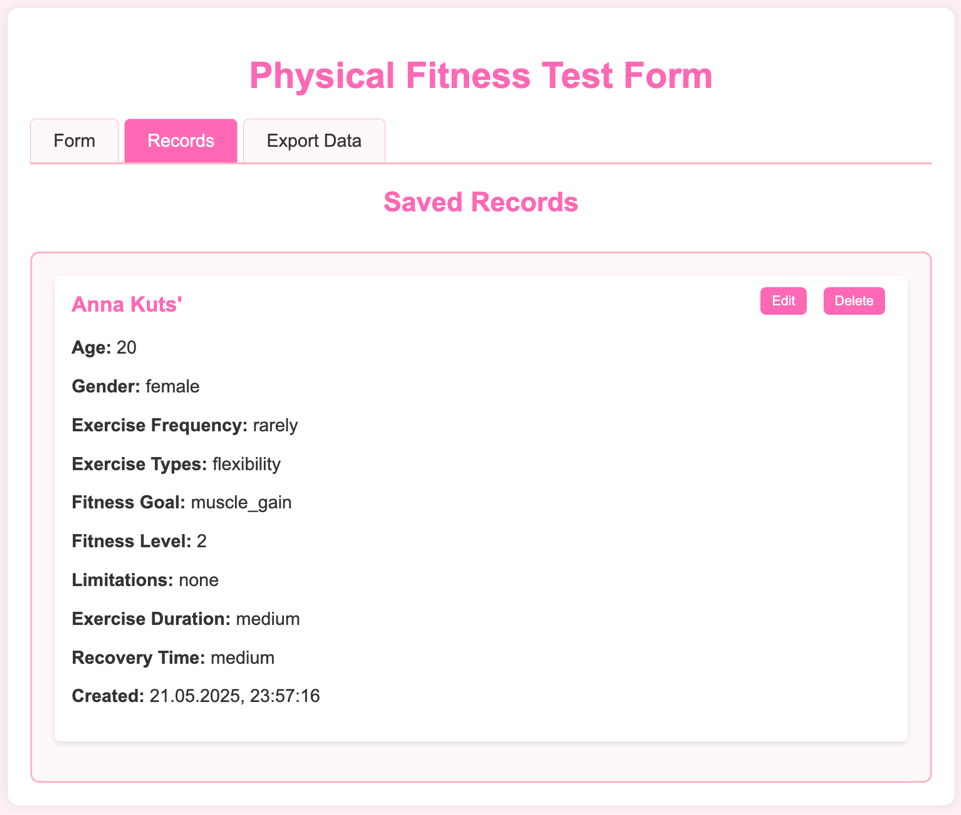 Physical Fitness Test Form
Form Records Export Data
Saved Records
Anna Kuts' Edit Delete
Age: 20
Gender: female
Exercise Frequency: rarely
Exercise Types: flexibility
Fitness Goal: muscle_gain
Fitness Level: 2
Limitations: none
Exercise Duration: medium
Recovery Time: medium
Created: 21.05.2025, 23:57:16